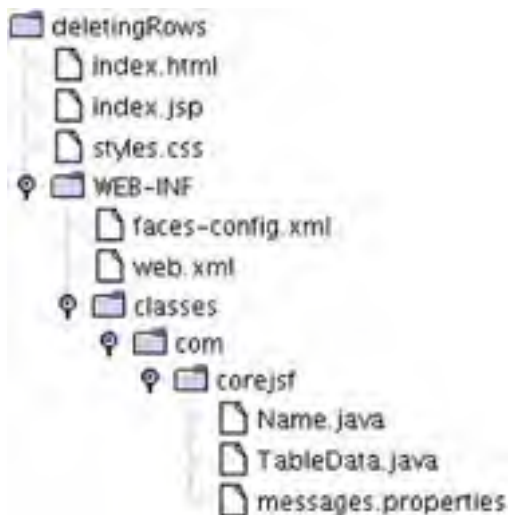 deletingRows
index.html
index.jsp
styles.css
WEB-INF
faces-config.xml
web.xml
classes
com
corejsf
Name.java
TableData.java
messages.properties